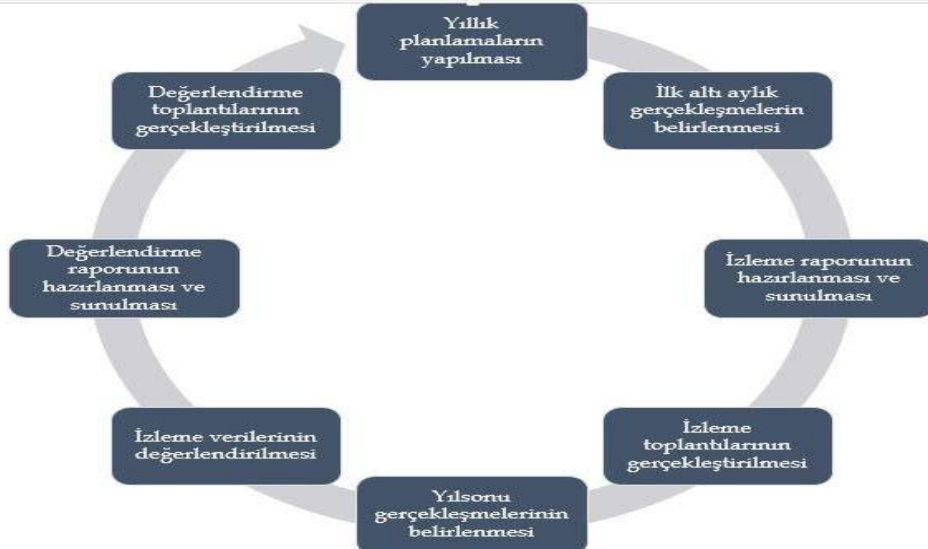 Yıllık
planlamaların
yapılması
İlk altı aylık
gerçekleşmelerin
belirlenmesi
İzleme raporunun
hazırlanması ve
sunulması
İzleme
toplantılarının
gerçekleştirilmesi
Yılsonu
gerçekleşmelerinin
belirlenmesi
İzleme verilerinin
değerlendirilmesi
Değerlendirme
raporunun
hazırlanması ve
sunulması
Değerlendirme
toplantılarının
gerçekleştirilmesi